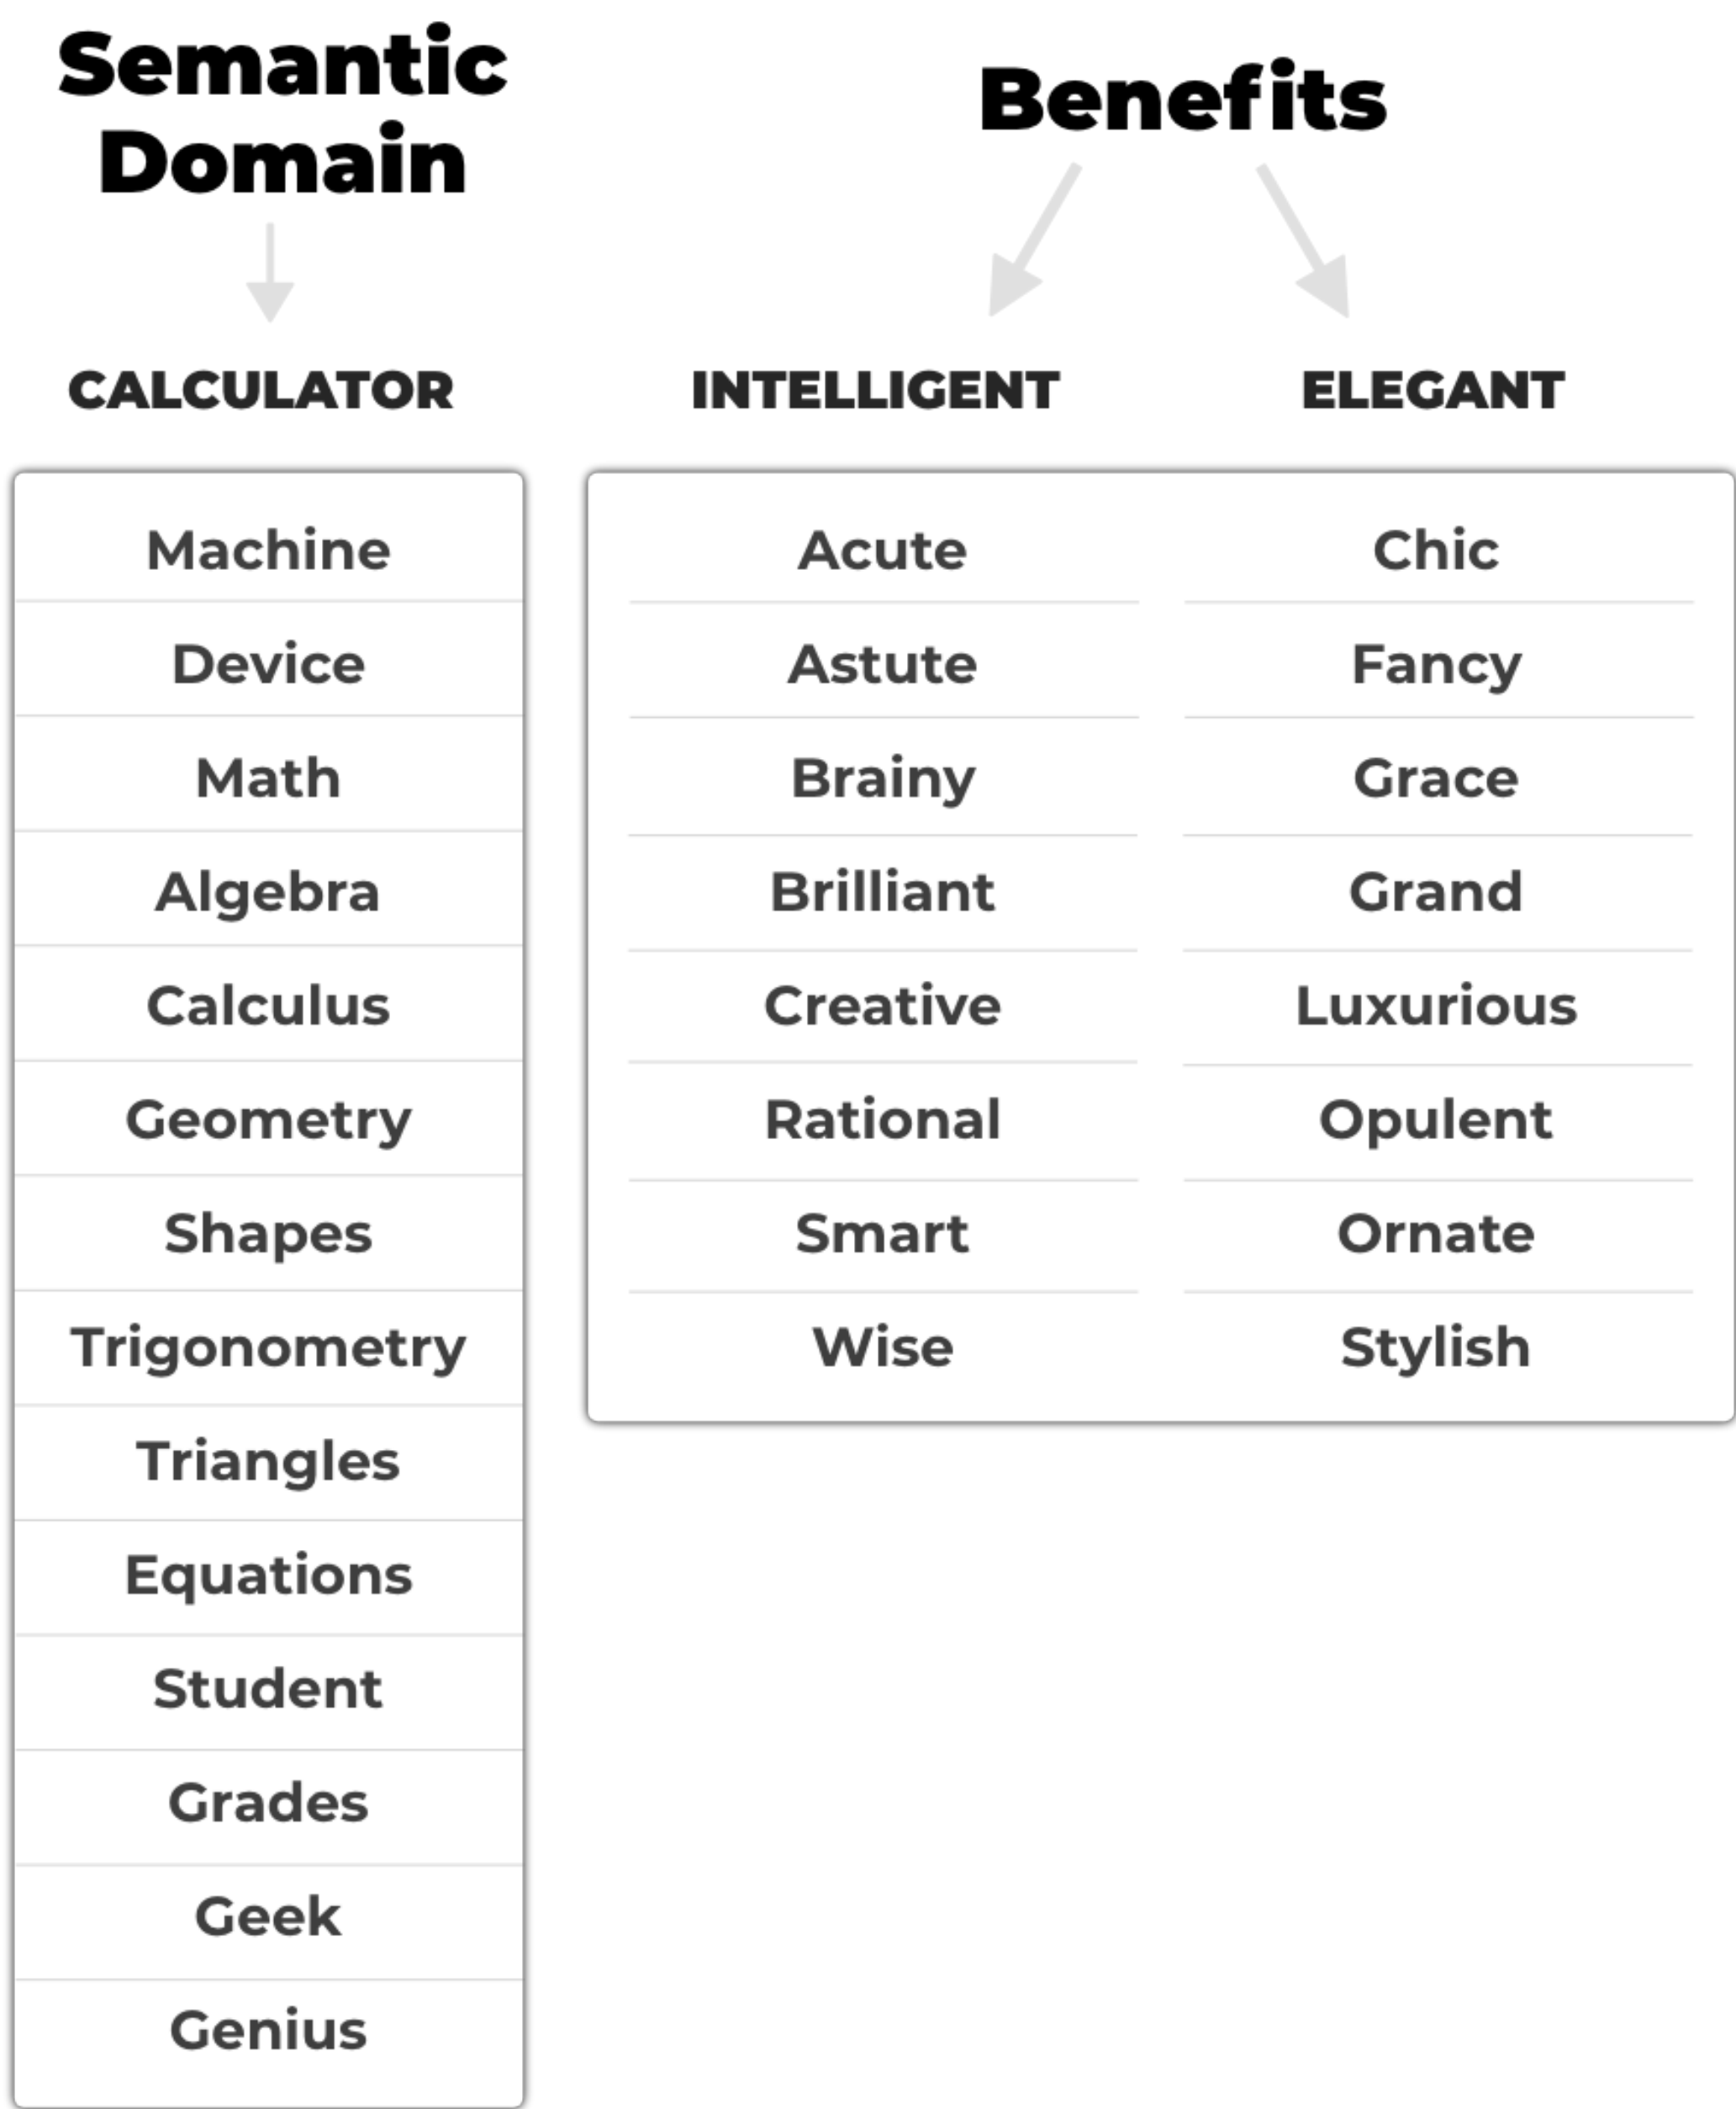 Semantic
Domain
Benefits
CALCULATOR
INTELLIGENT
ELEGANT
Machine
Device
Math
Algebra
Calculus
Geometry
Shapes
Trigonometry
Triangles
Equations
Student
Grades
Geek
Genius
Acute
Astute
Brainy
Brilliant
Creative
Rational
Smart
Wise
Chic
Fancy
Grace
Grand
Luxurious
Opulent
Ornate
Stylish